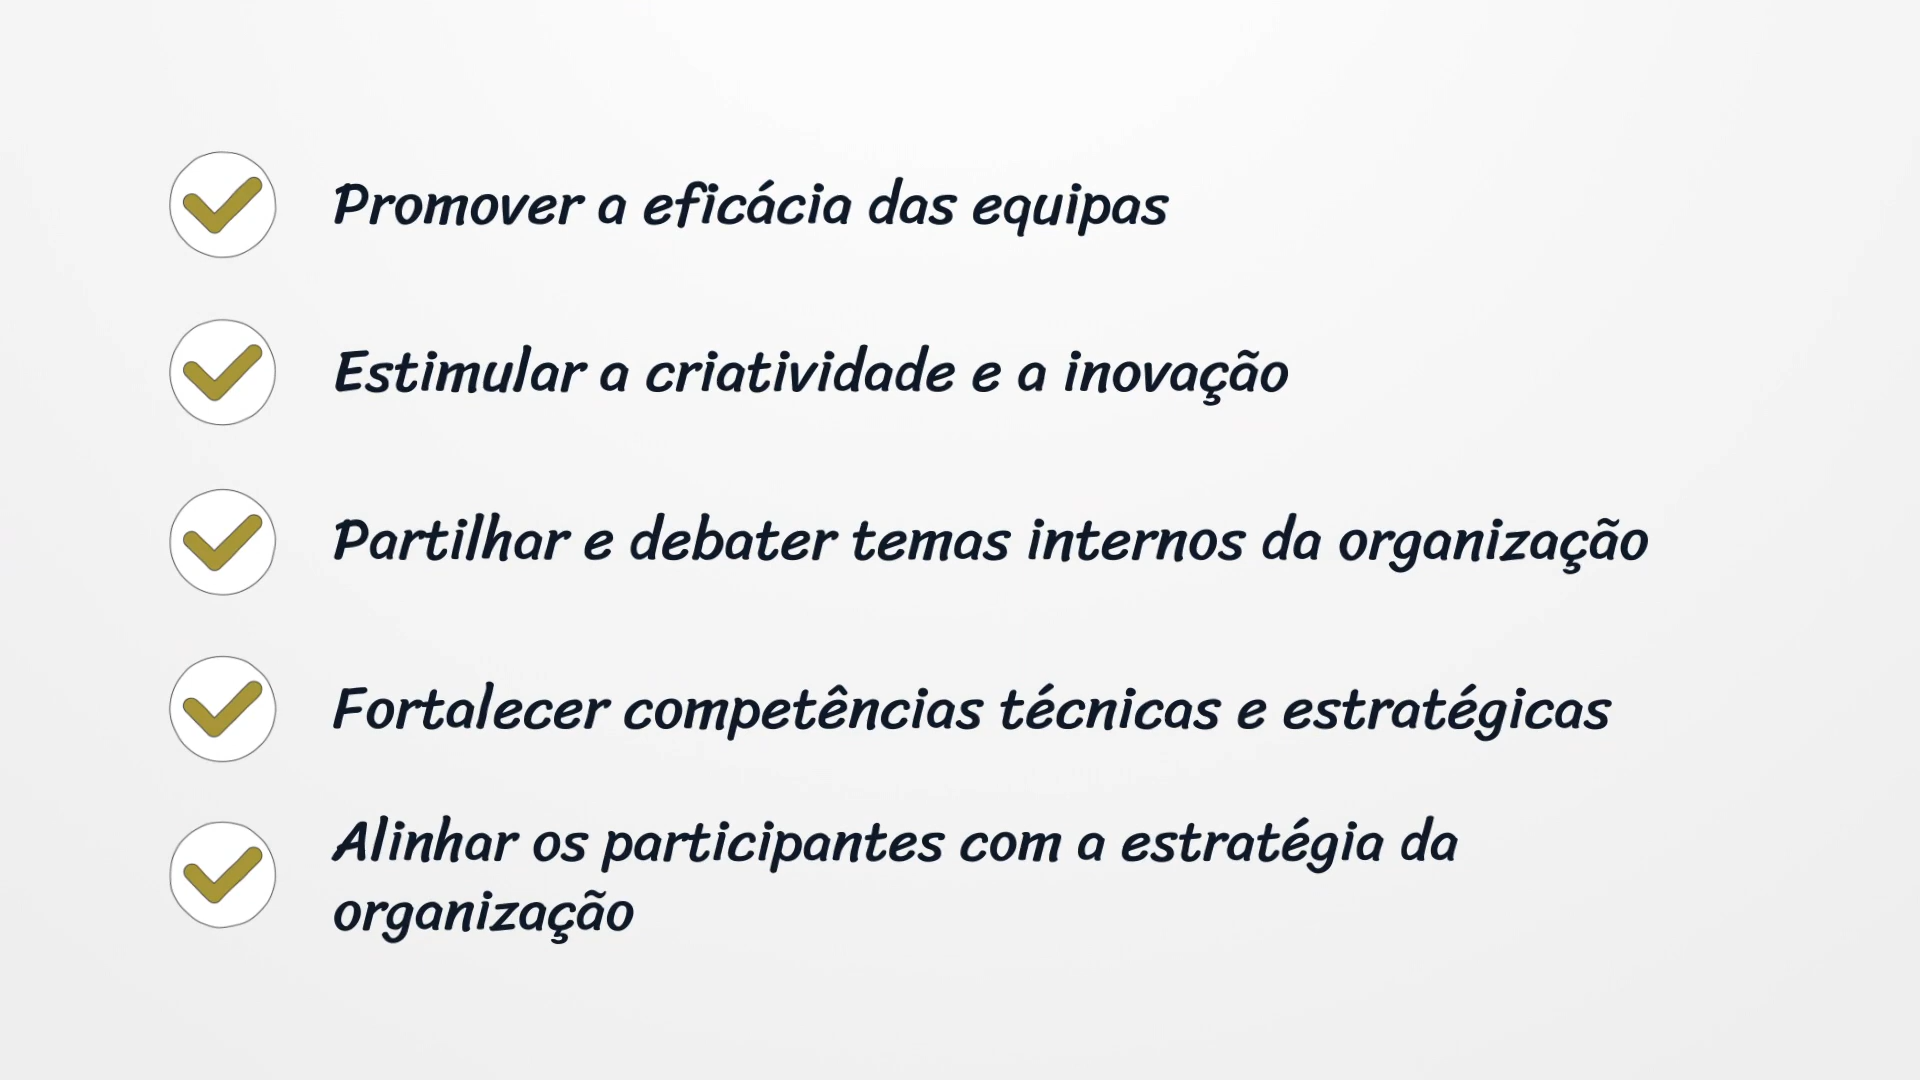 Promover a eficácia das equipas
Estimular a criatividade e a inovação
Partilhar e debater temas internos da organização
Fortalecer competências técnicas e estratégicas
Alinhar os participantes com a estratégia da
organização